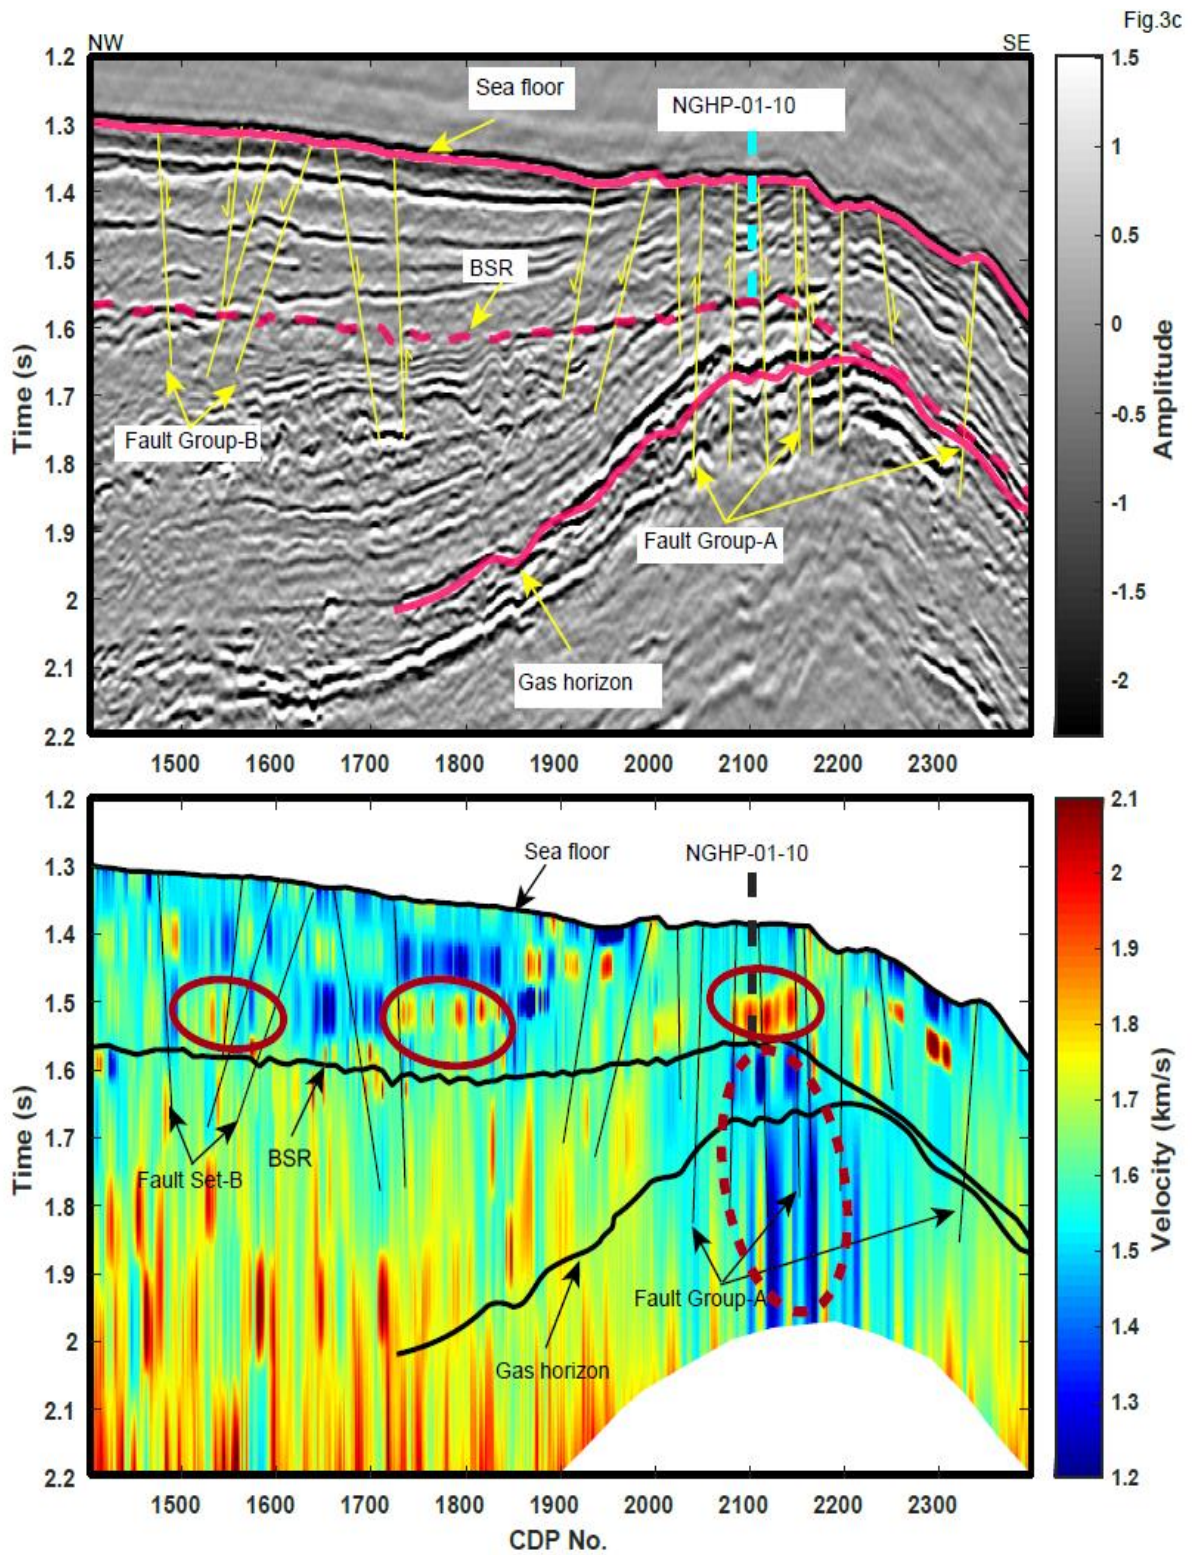 Fig.3c
NW
SE
Sea floor
NGHP-01-10
BSR
Fault Group-B
Fault Group-A
Gas horizon
Time (s)
1.2
1.3
1.4
1.5
1.6
1.7
1.8
1.9
2
2.1
2.2
1500
1600
1700
1800
1900
2000
2100
2200
2300
1.5
1
0.5
0
-0.5
-1
-1.5
-2
Amplitude
Sea floor
NGHP-01-10
BSR
Fault Set-B
Fault Group-A
Gas horizon
Time (s)
1.2
1.3
1.4
1.5
1.6
1.7
1.8
1.9
2
2.1
2.2
1500
1600
1700
1800
1900
2000
2100
2200
2300
CDP No.
2.1
2
1.9
1.8
1.7
1.6
1.5
1.4
1.3
1.2
Velocity (km/s)